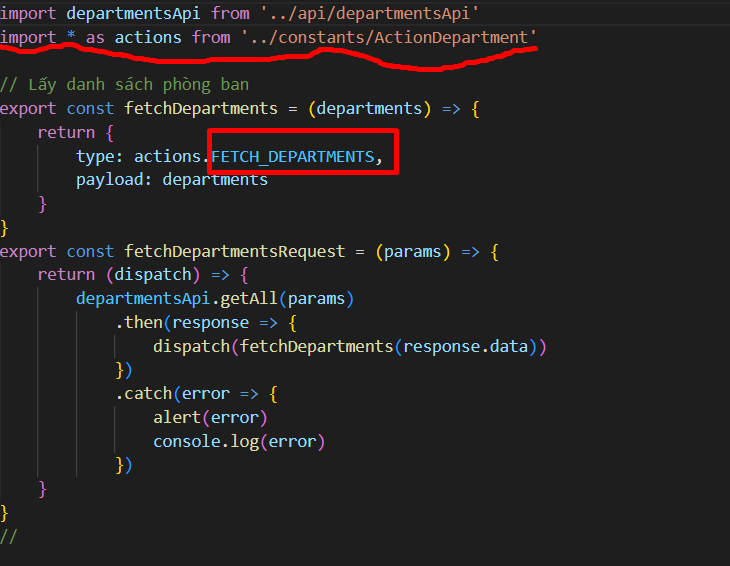 import departmentsApi from '../api/departmentsApi'
import * as actions from '../constants/ActionDepartment'
// Lấy danh sách phòng ban
export const fetchDepartments = (departments) => {
return {
type: actions.FETCH_DEPARTMENTS,
payload: departments
}
}
export const fetchDepartmentsRequest = (params) => {
return (dispatch) => {
departmentsApi.getAll(params)
.then(response => {
dispatch(fetchDepartments(response.data))
})
.catch(error => {
alert(error)
console.log(error)
})
}
}
//